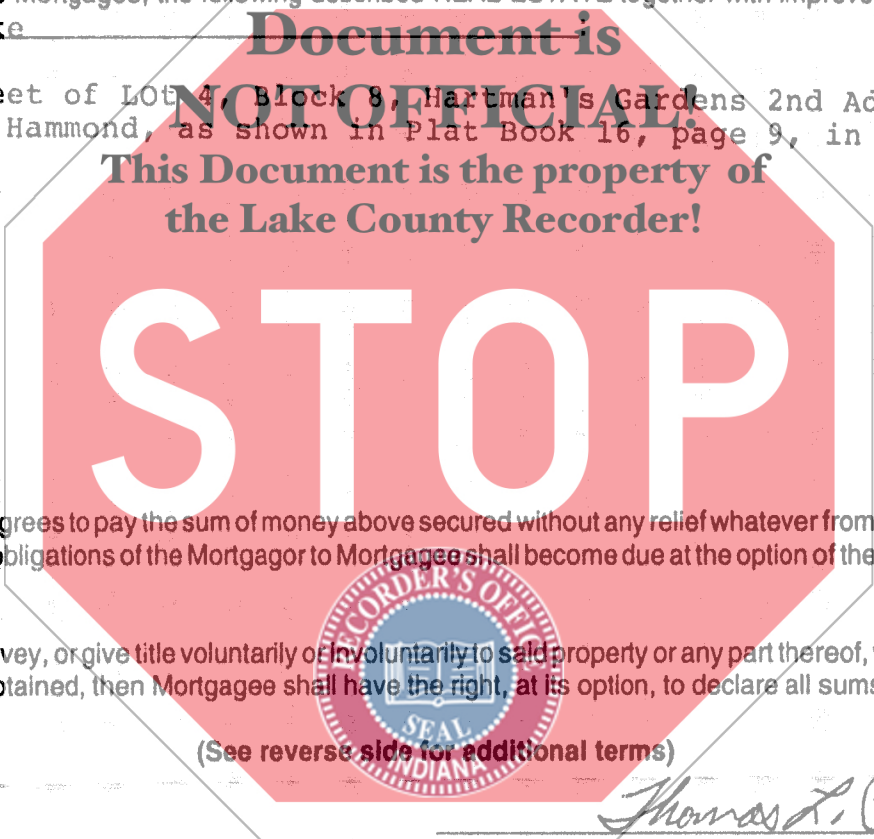 Mortgagee, the following described REAL ESTATE together with improve
ke
Document is
eet of LOt 4, Block 8, Hartman's Gardens 2nd Ad
NOT OFFICIAL!
Hammond, as shown in Plat Book 16, page 9, in
This Document is the property of
the Lake County Recorder!
STOP
grees to pay the sum of money above secured without any relief whatever from
bligations of the Mortgagor to Mortgagee shall become due at the option of the
vey, or give title voluntarily or involuntarily to said property or any part thereof,
tained, then Mortgagee shall have the right, at its option, to declare all sums
RECORDER'S OFFICE
SEAL
INDIANA
(See reverse side for additional terms)
Thomas L.